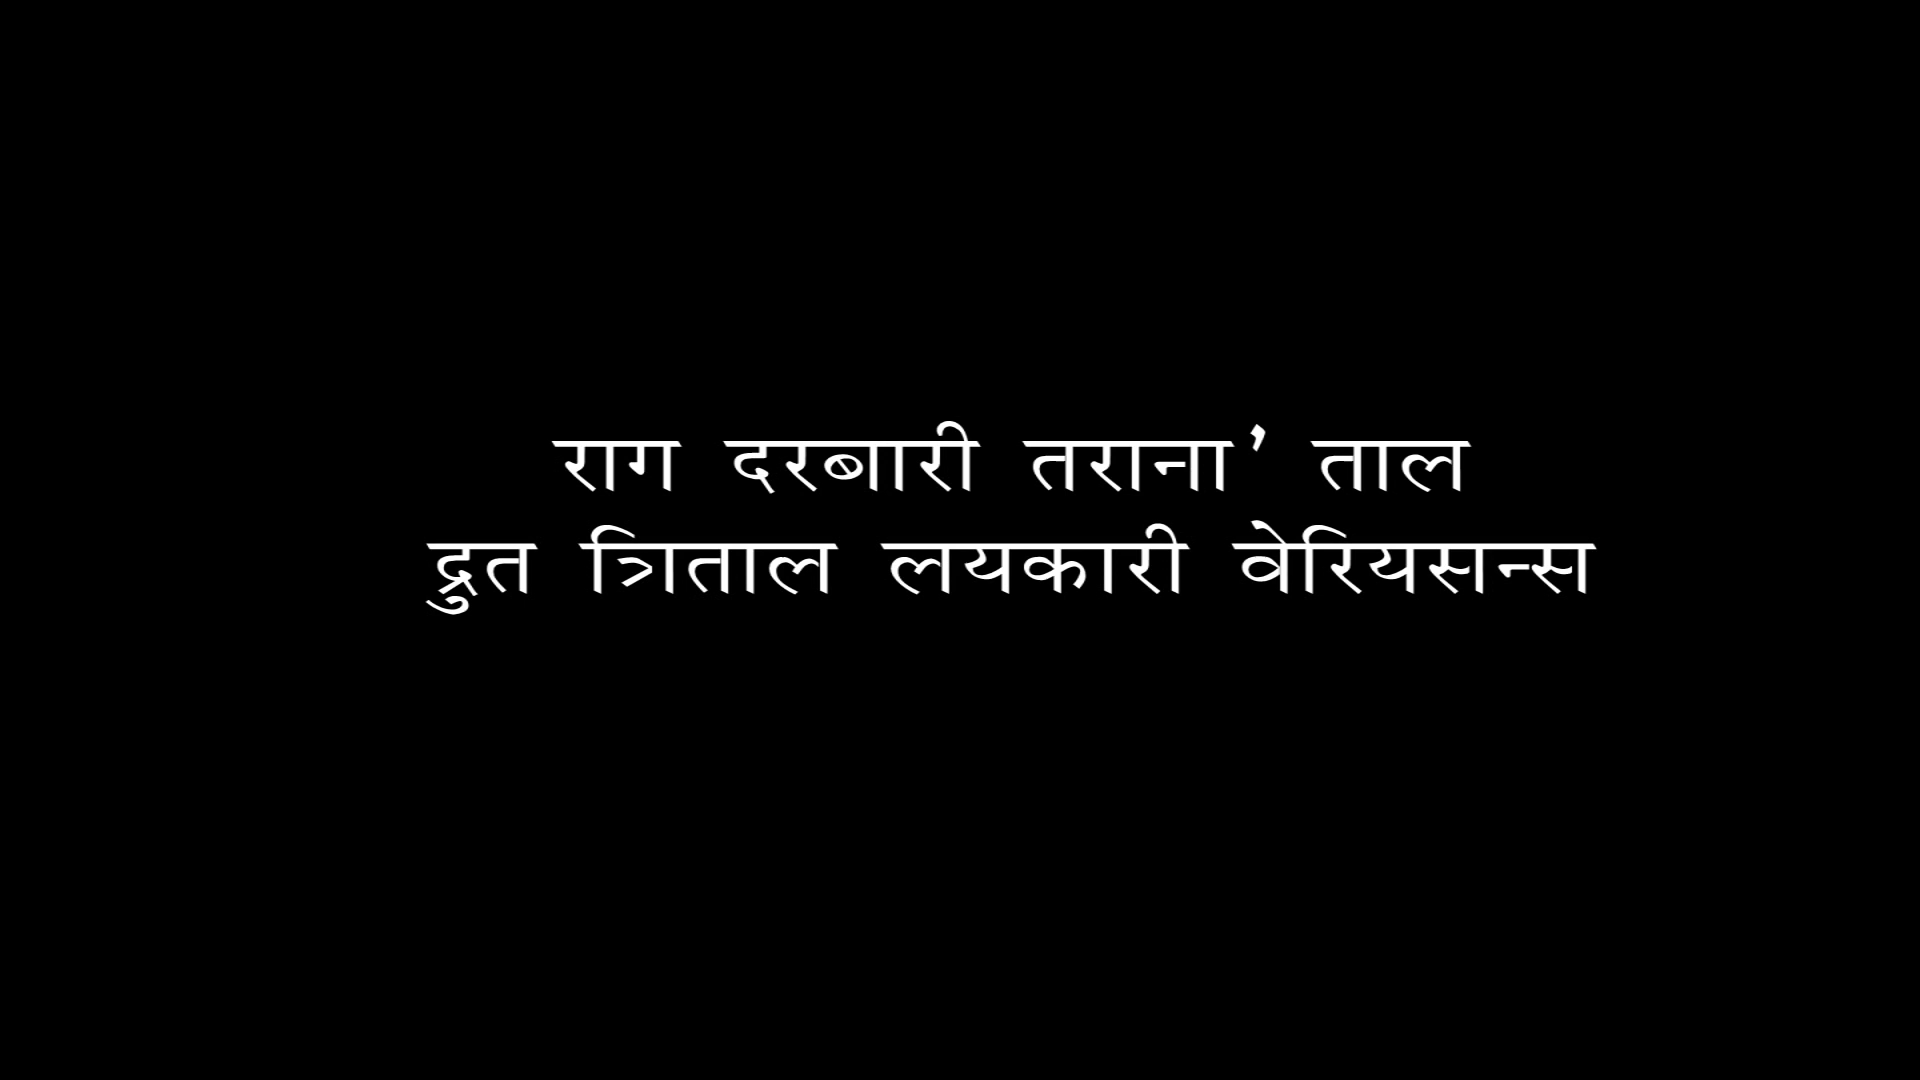 राग दरबारी तराना’ ताल
द्रुत त्रिताल लयकारी वेरियसन्स